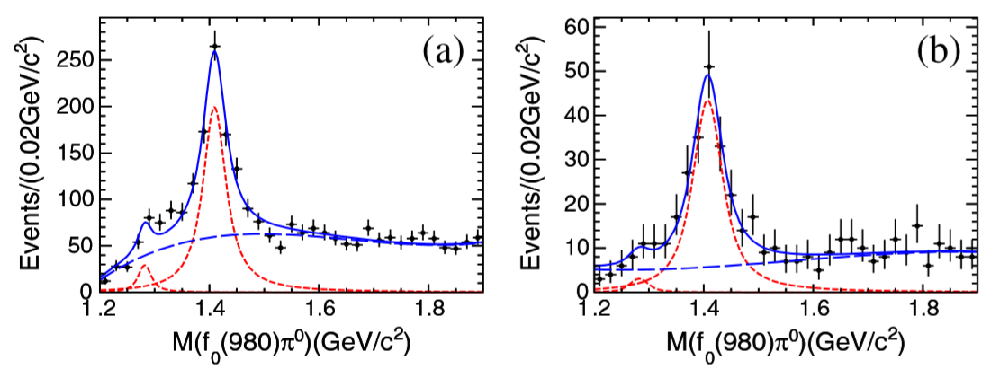 Events/(0.02GeV/c²)
250
200
150
100
50
0
(a)
1.2 1.4 1.6 1.8
M(f₀(980)π⁰)(GeV/c²)
Events/(0.02GeV/c²)
60
50
40
30
20
10
0
(b)
1.2 1.4 1.6 1.8
M(f₀(980)π⁰)(GeV/c²)